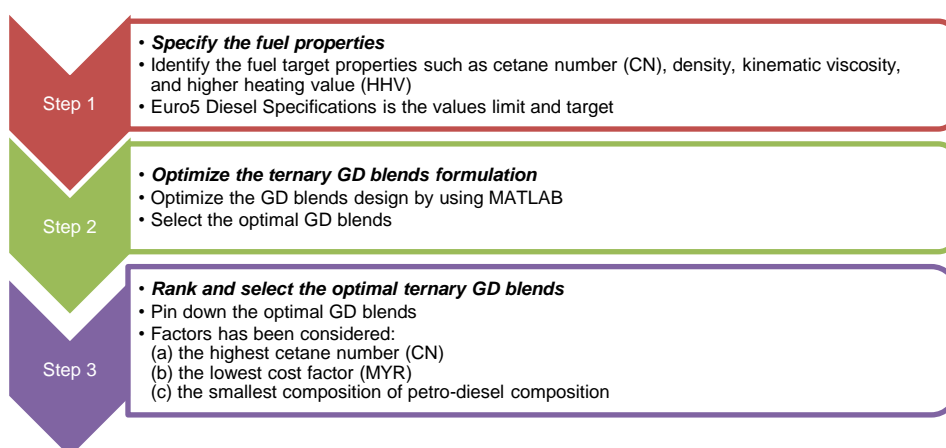 Step 1
• Specify the fuel properties
• Identify the fuel target properties such as cetane number (CN), density, kinematic viscosity,
and higher heating value (HHV)
• Euro5 Diesel Specifications is the values limit and target
Step 2
• Optimize the ternary GD blends formulation
• Optimize the GD blends design by using MATLAB
• Select the optimal GD blends
Step 3
• Rank and select the optimal ternary GD blends
• Pin down the optimal GD blends
• Factors has been considered:
(a) the highest cetane number (CN)
(b) the lowest cost factor (MYR)
(c) the smallest composition of petro-diesel composition